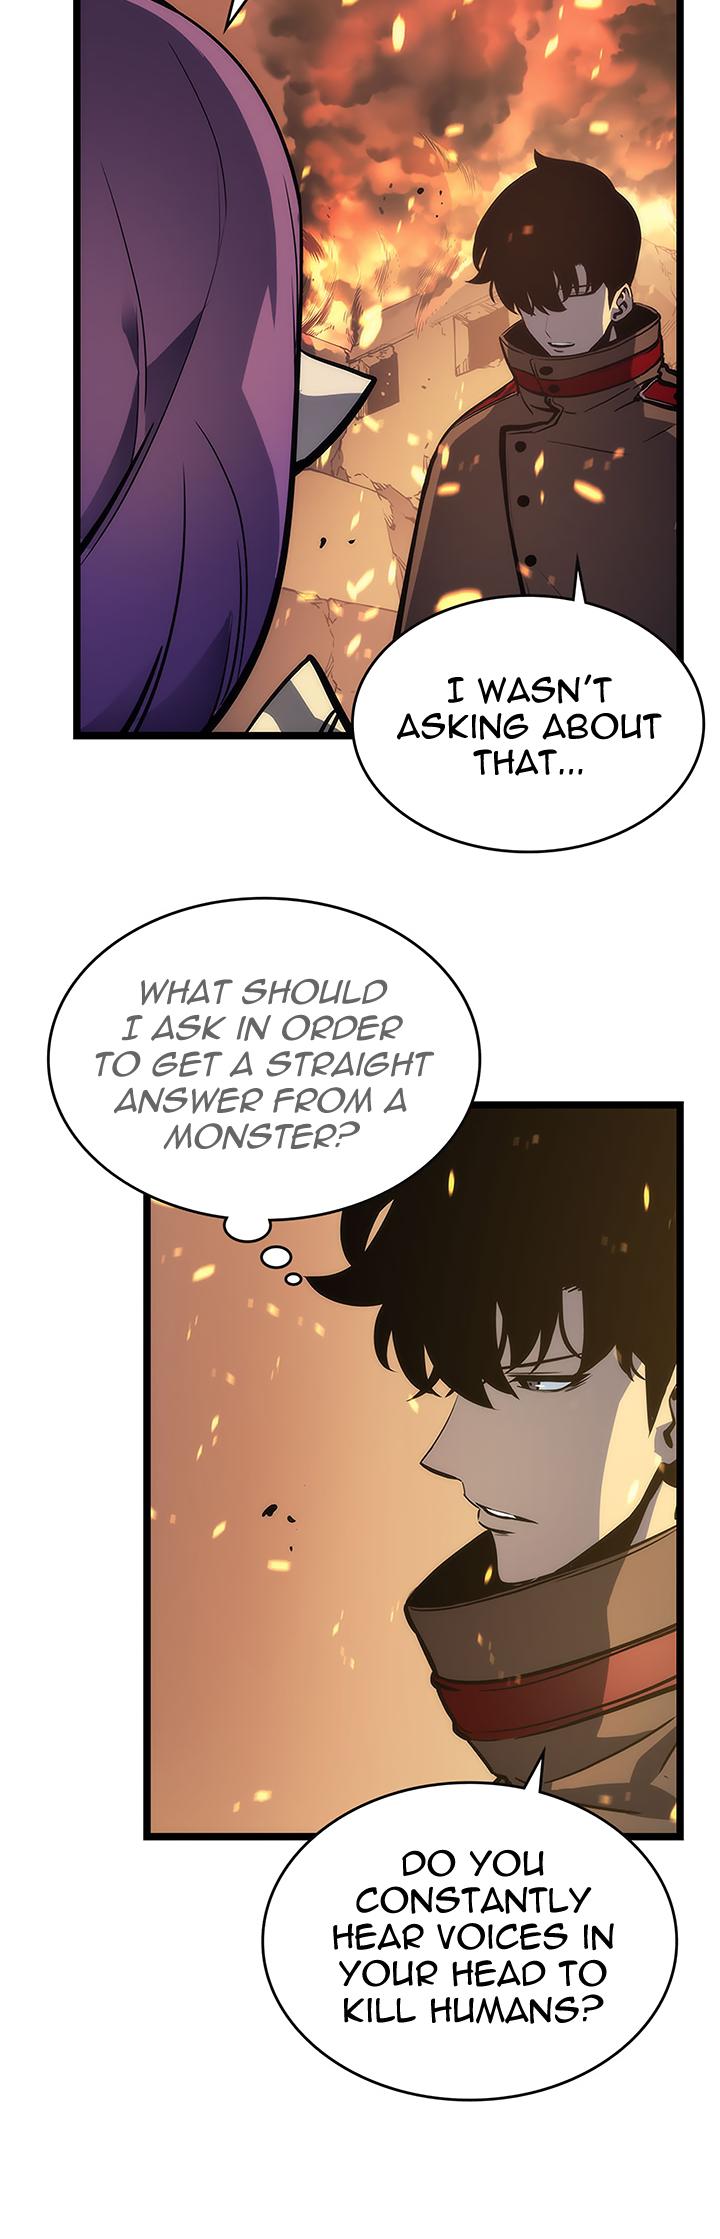 I WASN'T
ASKING ABOUT
THAT...
WHAT SHOULD
I ASK IN ORDER
TO GET A STRAIGHT
ANSWER FROM A
MONSTER?
DO YOU
CONSTANTLY
HEAR VOICES IN
YOUR HEAD TO
KILL HUMANS?